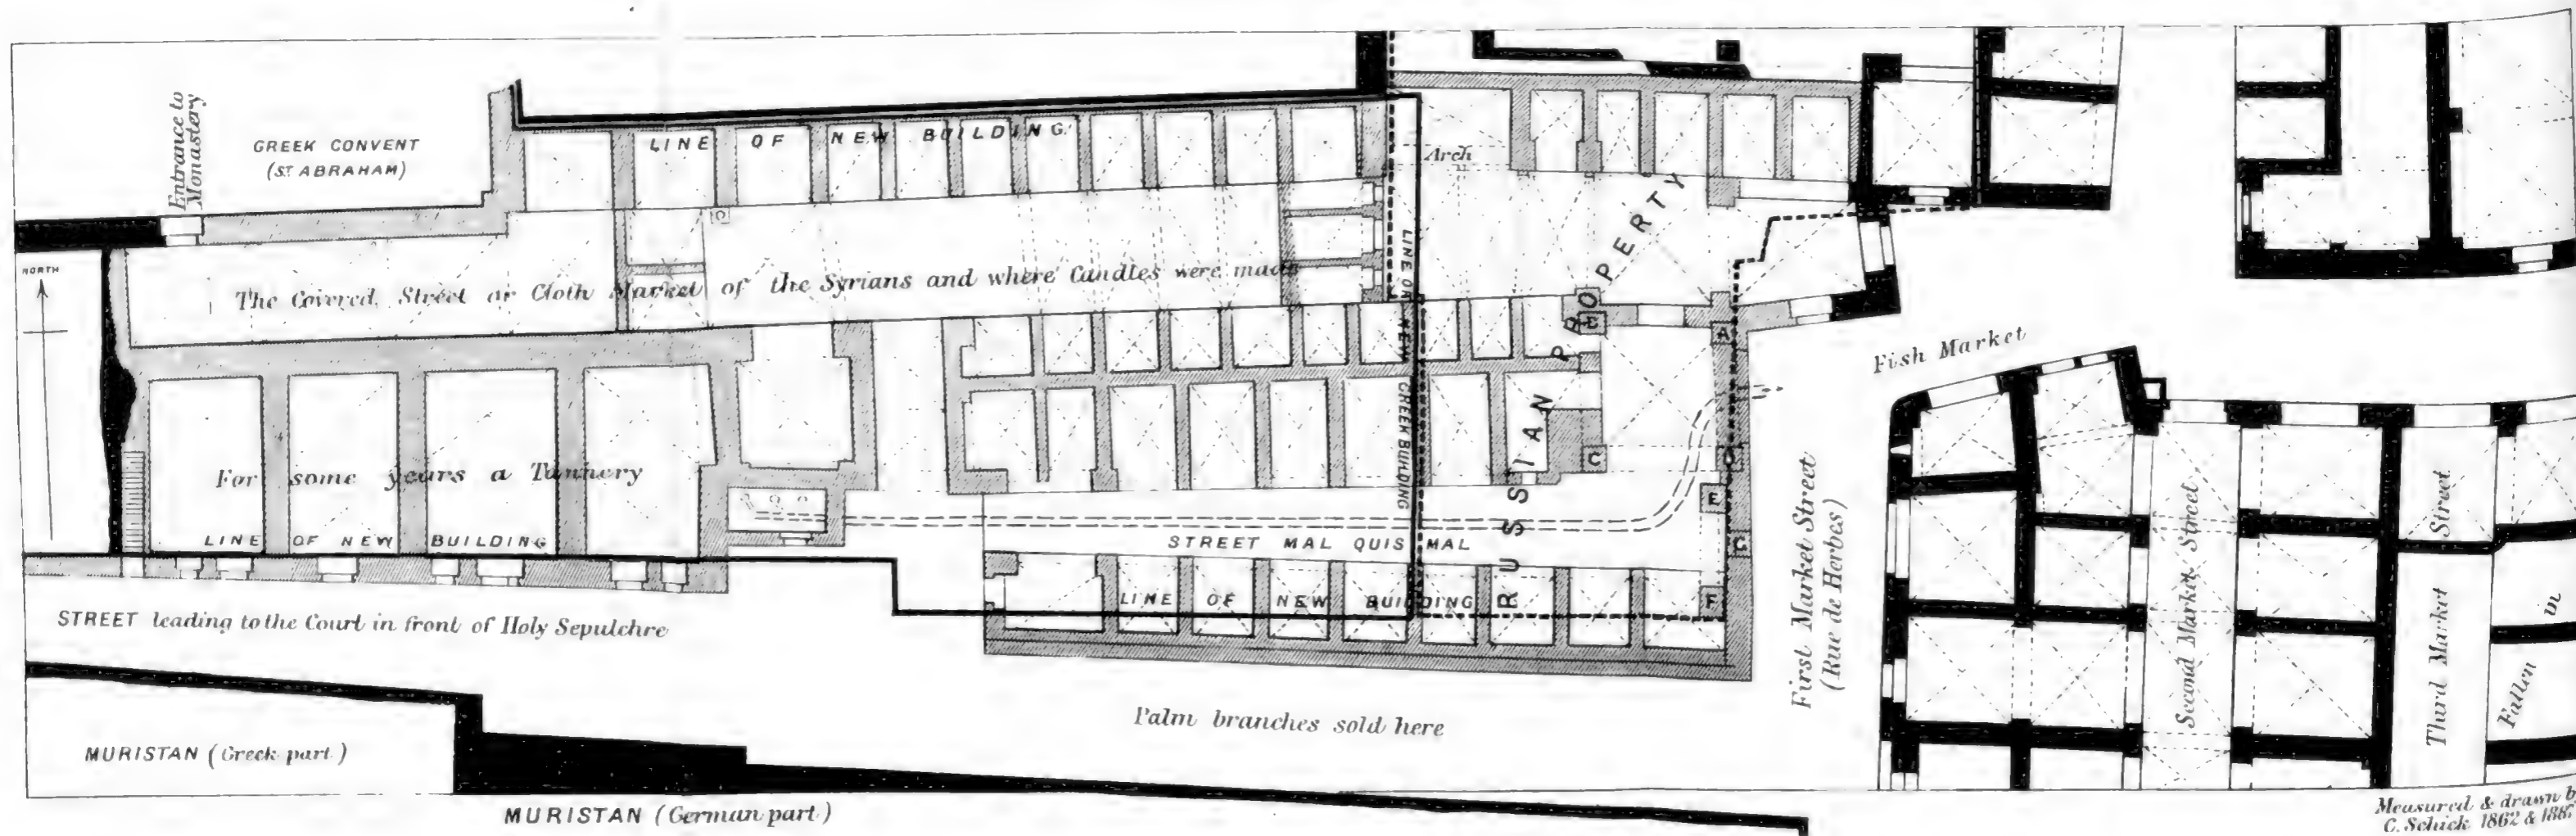 Entrance to
Monastery
GREEK CONVENT
(ST. ABRAHAM)
LINE OF NEW BUILDING
Arch
NORTH
The Covered Street or Cloth Market of the Syrians and where Candles were made
C
LINE OR NEW GREEK BUILDING
RUSSIAN PROPERTY
B
A
Fish Market
For some years a Tannery
C
D
E
G
F
LINE OF NEW BUILDING
STREET MAL QUIS MAL
LINE OF NEW BUILDING
STREET leading to the Court in front of Holy Sepulchre
First Market Street
(Rue de Herbes)
Second Market Street
Third Market Street
Fallen in
Palm branches sold here
MURISTAN (Greek part)
MURISTAN (German part)
Measured & drawn b
C. Schick 1862 & 1887